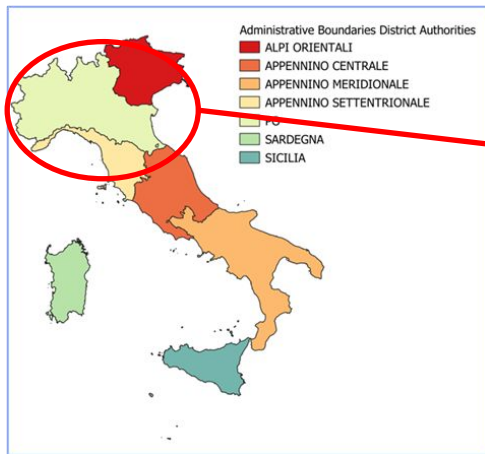 Administrative Boundaries District Authorities
ALPI ORIENTALI
APPENNINO CENTRALE
APPENNINO MERIDIONALE
APPENNINO SETTENTRIONALE
PO
SARDEGNA
SICILIA